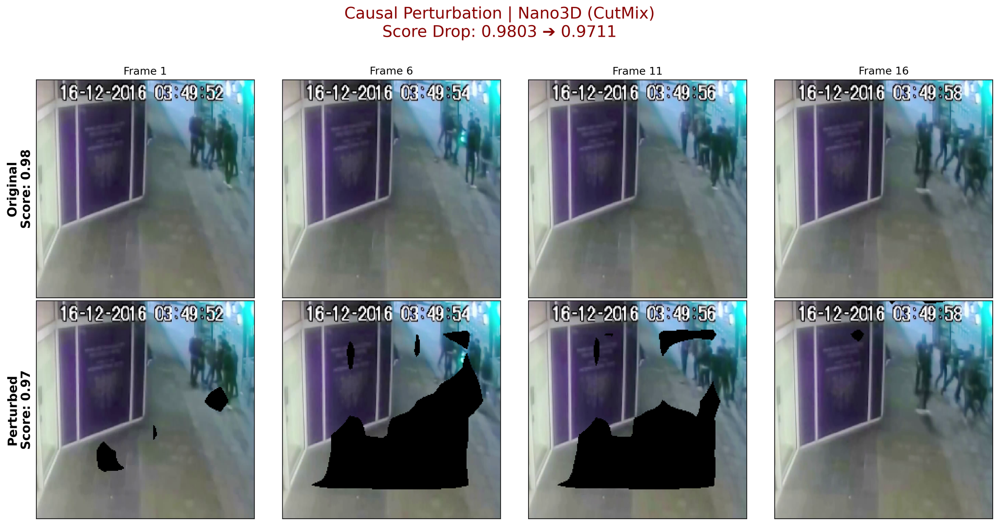 Causal Perturbation | Nano3D (CutMix)
Score Drop: 0.9803 ➔ 0.9711
Frame 1
Frame 6
Frame 11
Frame 16
Original
Score: 0.98
16-12-2016 03:49:52
16-12-2016 03:49:54
16-12-2016 03:49:56
16-12-2016 03:49:58
Perturbed
Score: 0.97
16-12-2016 03:49:52
16-12-2016 03:49:54
16-12-2016 03:49:56
16-12-2016 03:49:58